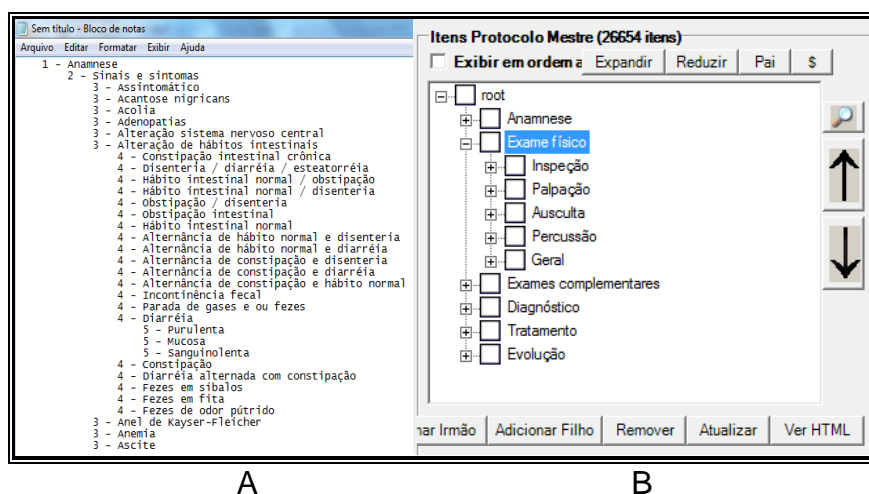 Sem título - Bloco de notas
Arquivo Editar Formatar Exibir Ajuda
1 - Anamnese
2 - Sinais e sintomas
3 - Assintomático
3 - Acantose nigricans
3 - Acolia
3 - Adenopatias
3 - Alteração sistema nervoso central
3 - Alteração de hábitos intestinais
4 - Constipação intestinal crônica
4 - Disenteria / diarréia / esteatorréia
4 - Hábito intestinal normal / obstipação
4 - Hábito intestinal normal / disenteria
4 - Obstipação / disenteria
4 - Obstipação intestinal
4 - Hábito intestinal normal
4 - Alternância de hábito normal e disenteria
4 - Alternância de hábito normal e diarréia
4 - Alternância de constipação e disenteria
4 - Alternância de constipação e diarréia
4 - Alternância de constipação e hábito normal
4 - Incontinência fecal
4 - Parada de gases e ou fezes
4 - Diarréia
5 - Purulenta
5 - Mucosa
5 - Sanguinolenta
4 - Constipação
4 - Diarréia alternada com constipação
4 - Fezes em síbalos
4 - Fezes em fita
4 - Fezes de odor pútrido
3 - Anel de Kayser-Fleicher
3 - Anemia
3 - Ascite
A
Itens Protocolo Mestre (26654 itens)
Exibir em ordem a Expandir Reduzir Pai $
root
Anamnese
Exame físico
Inspeção
Palpação
Ausculta
Percussão
Geral
Exames complementares
Diagnóstico
Tratamento
Evolução
nar Irmão Adicionar Filho Remover Atualizar Ver HTML
B